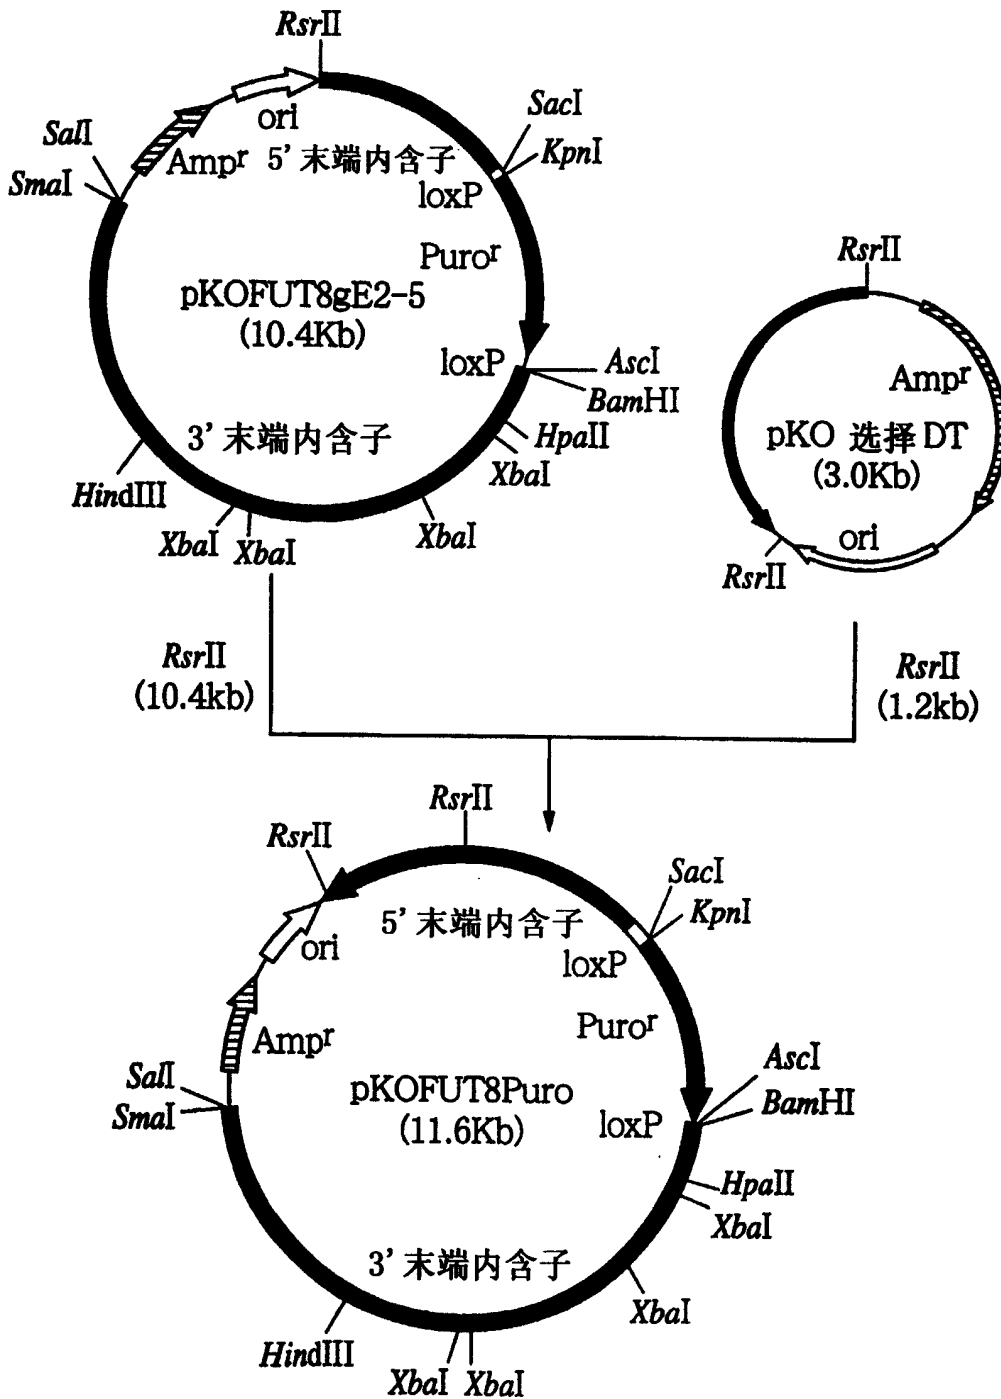 RsrII
SacI
KpnI
ori
5' 末端内含子
Ampr
SalI
SmaI
loxP
Puror
pKOFUT8gE2-5
(10.4Kb)
loxP
AscI
BamHI
HpaII
XbaI
3' 末端内含子
HindIII
XbaI
XbaI
XbaI
RsrII
Ampr
pKO 选择 DT
(3.0Kb)
ori
RsrII
RsrII
(10.4kb)
RsrII
(1.2kb)
RsrII
RsrII
SacI
KpnI
5' 末端内含子
ori
loxP
Puror
Ampr
AscI
BamHI
SalI
SmaI
pKOFUT8Puro
(11.6Kb)
loxP
HpaII
XbaI
3' 末端内含子
XbaI
HindIII
XbaI
XbaI